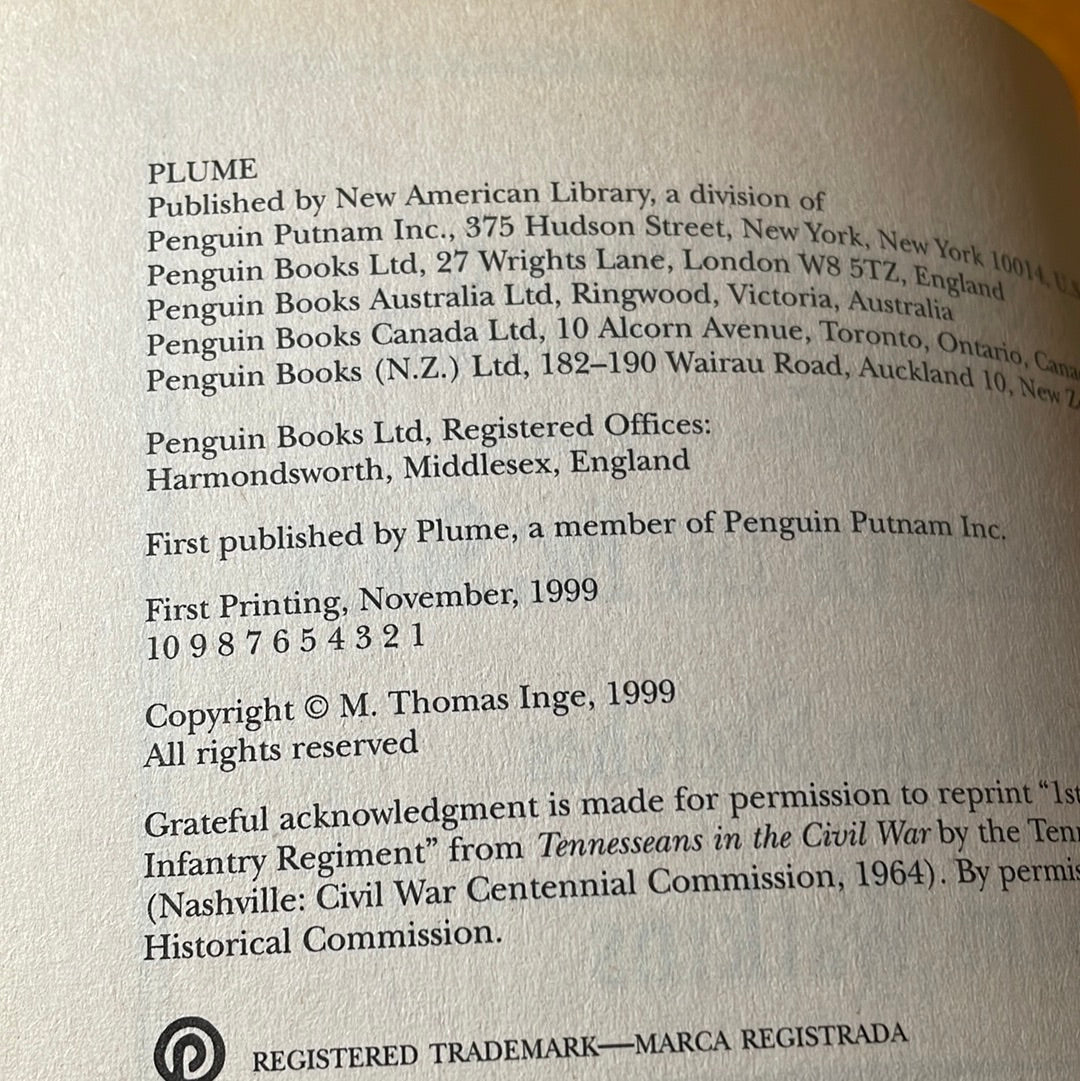 PLUME
Published by New American Library, a division of
Penguin Putnam Inc., 375 Hudson Street, New York, New York 10014, U.S
Penguin Books Ltd, 27 Wrights Lane, London W8 5TZ, England
Penguin Books Australia Ltd, Ringwood, Victoria, Australia
Penguin Books Canada Ltd, 10 Alcorn Avenue, Toronto, Ontario, Cana
Penguin Books (N.Z.) Ltd, 182–190 Wairau Road, Auckland 10, New Z
Penguin Books Ltd, Registered Offices:
Harmondsworth, Middlesex, England
First published by Plume, a member of Penguin Putnam Inc.
First Printing, November, 1999
10 9 8 7 6 5 4 3 2 1
Copyright © M. Thomas Inge, 1999
All rights reserved
Grateful acknowledgment is made for permission to reprint “1st
Infantry Regiment” from Tennesseans in the Civil War by the Tenn
(Nashville: Civil War Centennial Commission, 1964). By permis
Historical Commission.
REGISTERED TRADEMARK—MARCA REGISTRADA